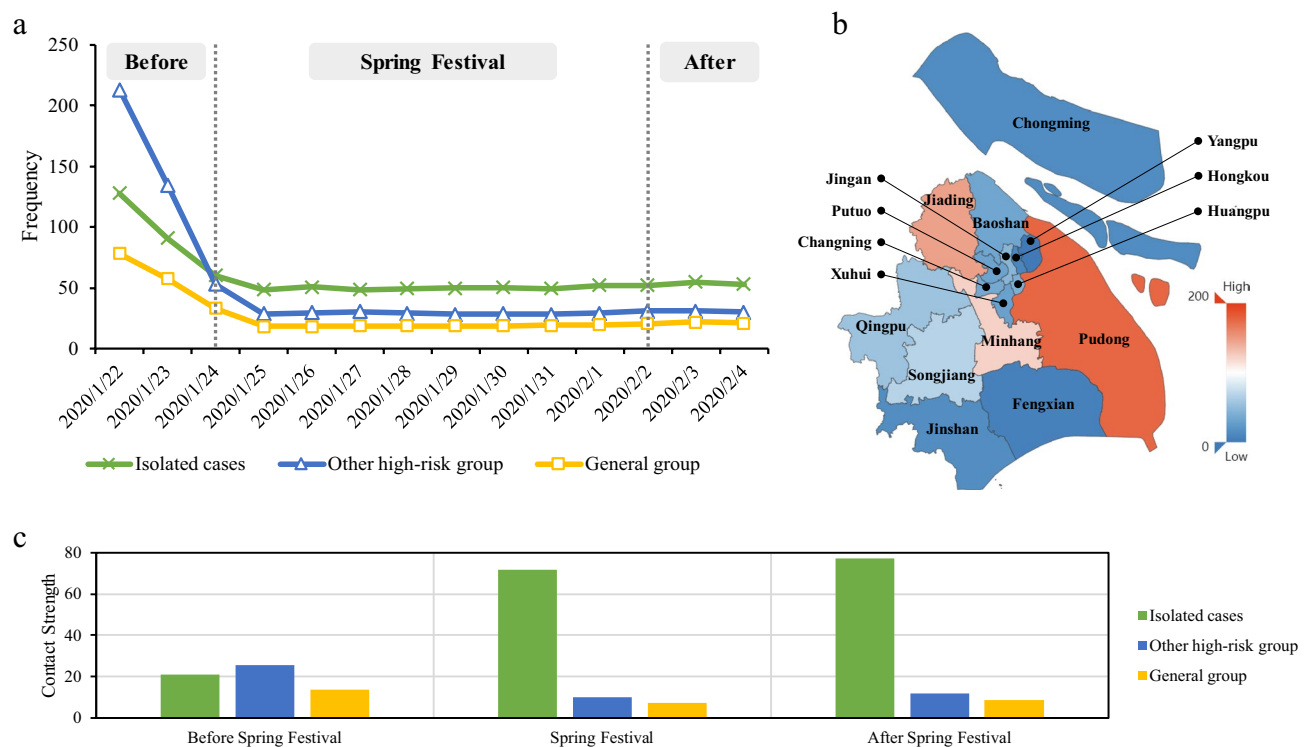 a
250
200
150
100
50
0
Frequency
Before
Spring Festival
After
2020/1/22
2020/1/23
2020/1/24
2020/1/25
2020/1/26
2020/1/27
2020/1/28
2020/1/29
2020/1/30
2020/1/31
2020/2/1
2020/2/2
2020/2/3
2020/2/4
Isolated cases
Other high-risk group
General group
b
Chongming
Yangpu
Hongkou
Huangpu
Jingan
Putuo
Changning
Xuhui
Jiading
Baoshan
Qingpu
Songjiang
Minhang
Pudong
Fengxian
Jinshan
High
200
0
Low
c
80
60
40
20
0
Contact Strength
Before Spring Festival
Spring Festival
After Spring Festival
Isolated cases
Other high-risk group
General group